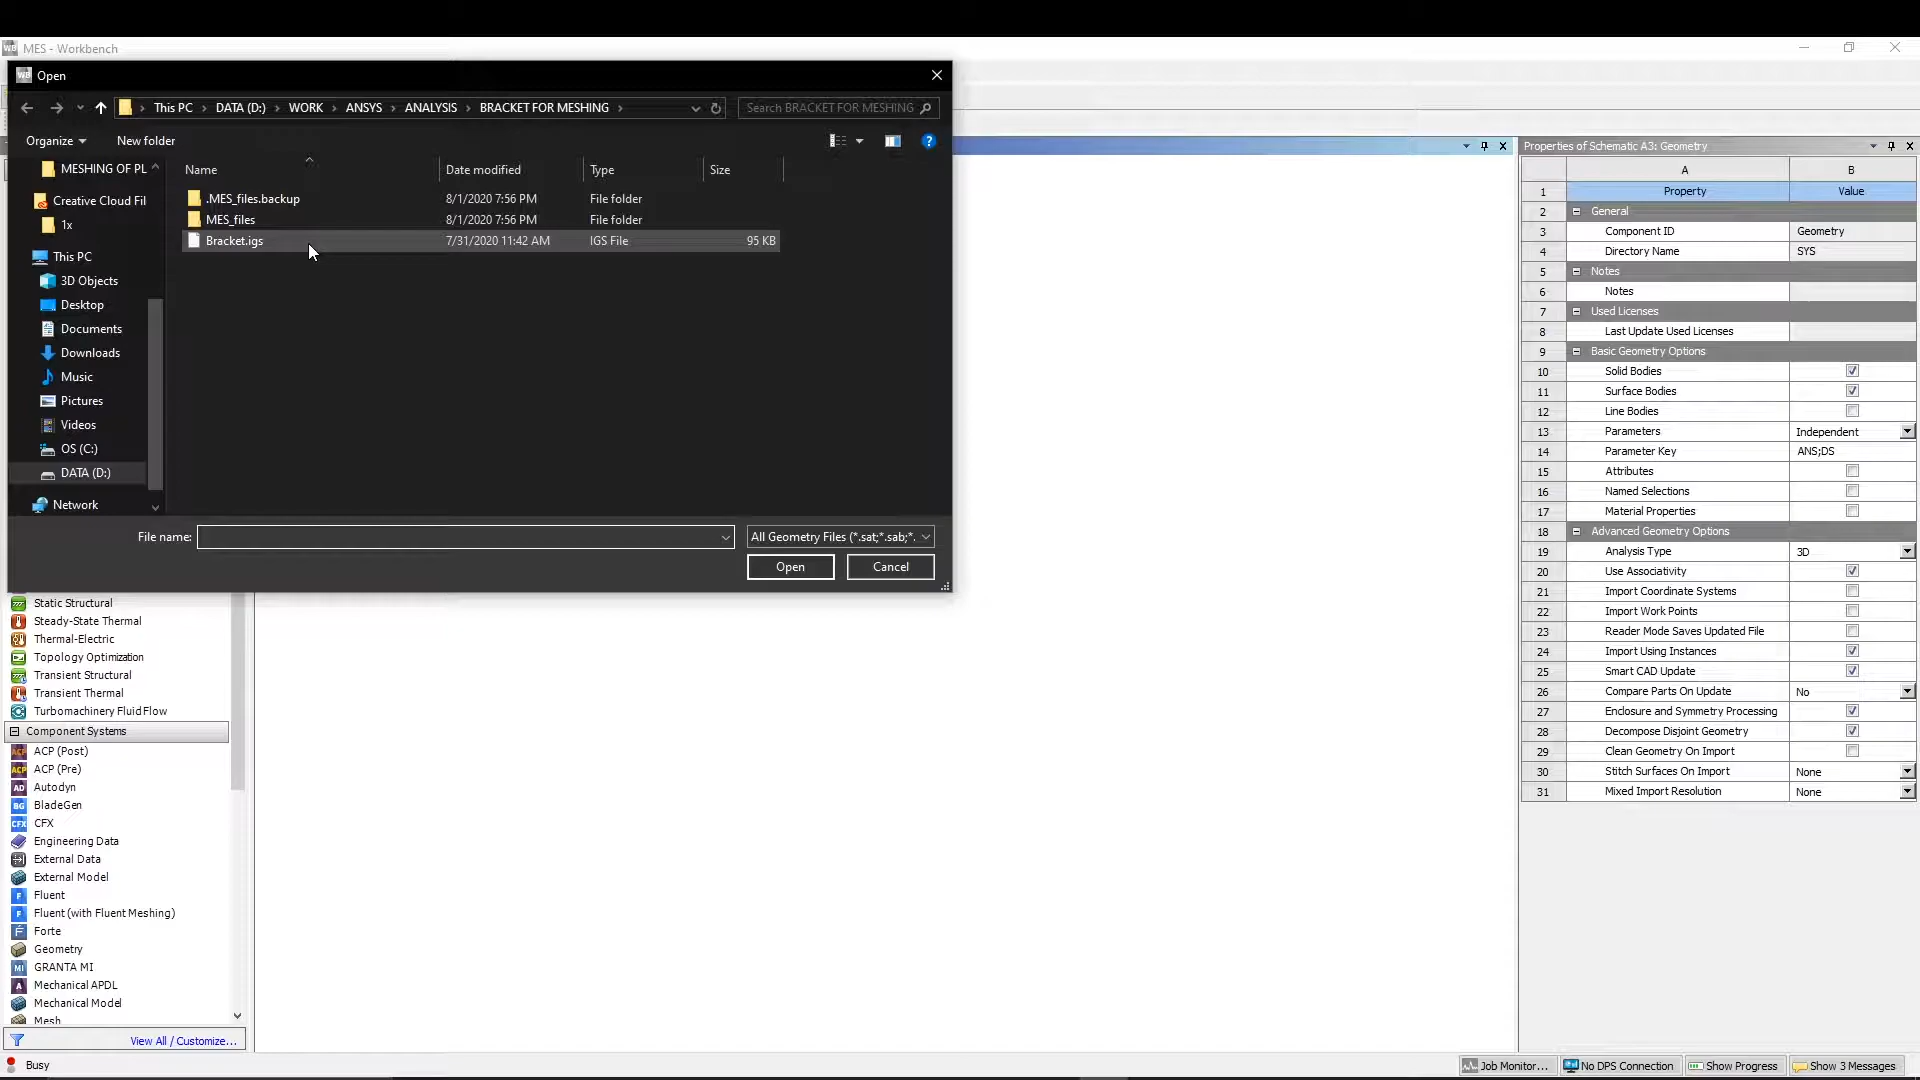 MES - Workbench
Open
This PC > DATA (D:) > WORK > ANSYS > ANALYSIS > BRACKET FOR MESHING >
Search BRACKET FOR MESHING
Organize
New folder
Name
Date modified
Type
Size
MESHING OF PL
Creative Cloud Fil
1x
This PC
3D Objects
Desktop
Documents
Downloads
Music
Pictures
Videos
OS (C:)
DATA (D:)
Network
.MES_files.backup 8/1/2020 7:56 PM File folder
MES_files 8/1/2020 7:56 PM File folder
Bracket.igs 7/31/2020 11:42 AM IGS File 95 KB
File name:
All Geometry Files (*.sat;*.sab;*.
Open
Cancel
Static Structural
Steady-State Thermal
Thermal-Electric
Topology Optimization
Transient Structural
Transient Thermal
Turbomachinery Fluid Flow
Component Systems
ACP (Post)
ACP (Pre)
Autodyn
BladeGen
CFX
Engineering Data
External Data
External Model
Fluent
Fluent (with Fluent Meshing)
Forte
Geometry
GRANTA MI
Mechanical APDL
Mechanical Model
Mesh
View All / Customize...
Properties of Schematic A3: Geometry
A B
1 Property Value
2 General
3 Component ID Geometry
4 Directory Name SYS
5 Notes
6 Notes
7 Used Licenses
8 Last Update Used Licenses
9 Basic Geometry Options
10 Solid Bodies
11 Surface Bodies
12 Line Bodies
13 Parameters Independent
14 Parameter Key ANS;DS
15 Attributes
16 Named Selections
17 Material Properties
18 Advanced Geometry Options
19 Analysis Type 3D
20 Use Associativity
21 Import Coordinate Systems
22 Import Work Points
23 Reader Mode Saves Updated File
24 Import Using Instances
25 Smart CAD Update
26 Compare Parts On Update No
27 Enclosure and Symmetry Processing
28 Decompose Disjoint Geometry
29 Clean Geometry On Import
30 Stitch Surfaces On Import None
31 Mixed Import Resolution None
Busy
Job Monitor...
No DPS Connection
Show Progress
Show 3 Messages